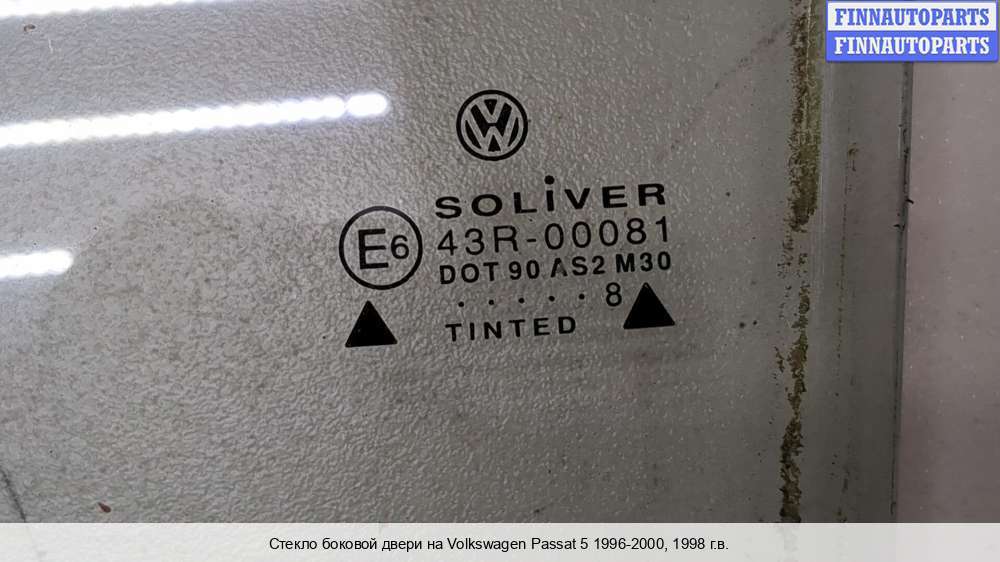 FINNAUTOPARTS
FINNAUTOPARTS
SOLiVER
E6 43R-00081
DOT 90 AS2 M30
. . . . . 8
TINTED
Стекло боковой двери на Volkswagen Passat 5 1996-2000, 1998 г.в.